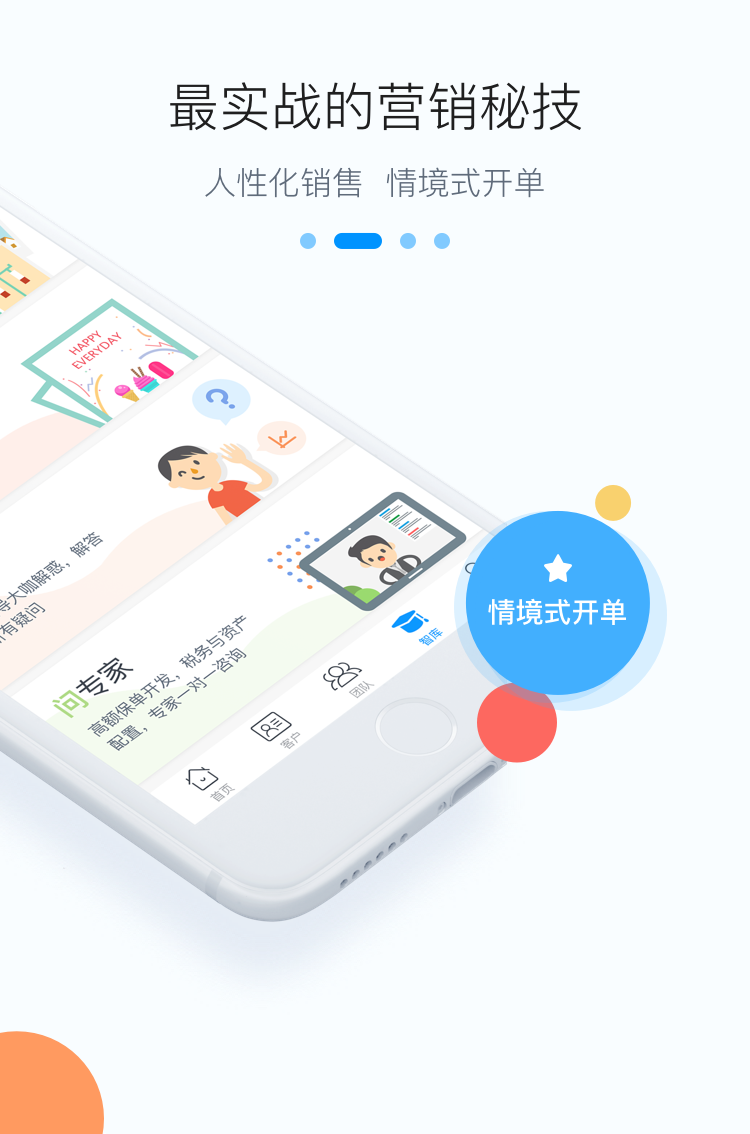 最实战的营销秘技
人性化销售 情境式开单
HAPPY
EVERYDAY
导大咖解惑，解答
有疑问
情境式开单
问专家
高额保单开发，税务与资产
配置，专家一对一咨询
首页
客户
团队
智库